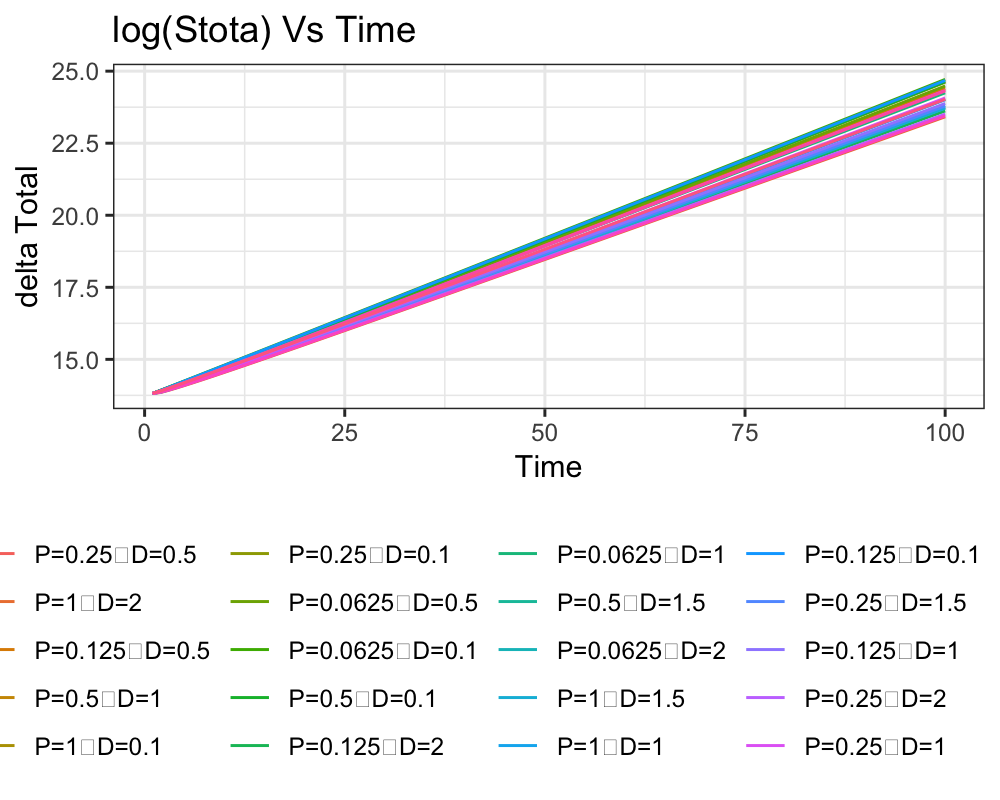 log(Stota) Vs Time
25.0
22.5
20.0
17.5
15.0
delta Total
0 25 50 75 100
Time
P=0.25□D=0.5 P=0.25□D=0.1 P=0.0625□D=1 P=0.125□D=0.1
P=1□D=2 P=0.0625□D=0.5 P=0.5□D=1.5 P=0.25□D=1.5
P=0.125□D=0.5 P=0.0625□D=0.1 P=0.0625□D=2 P=0.125□D=1
P=0.5□D=1 P=0.5□D=0.1 P=1□D=1.5 P=0.25□D=2
P=1□D=0.1 P=0.125□D=2 P=1□D=1 P=0.25□D=1